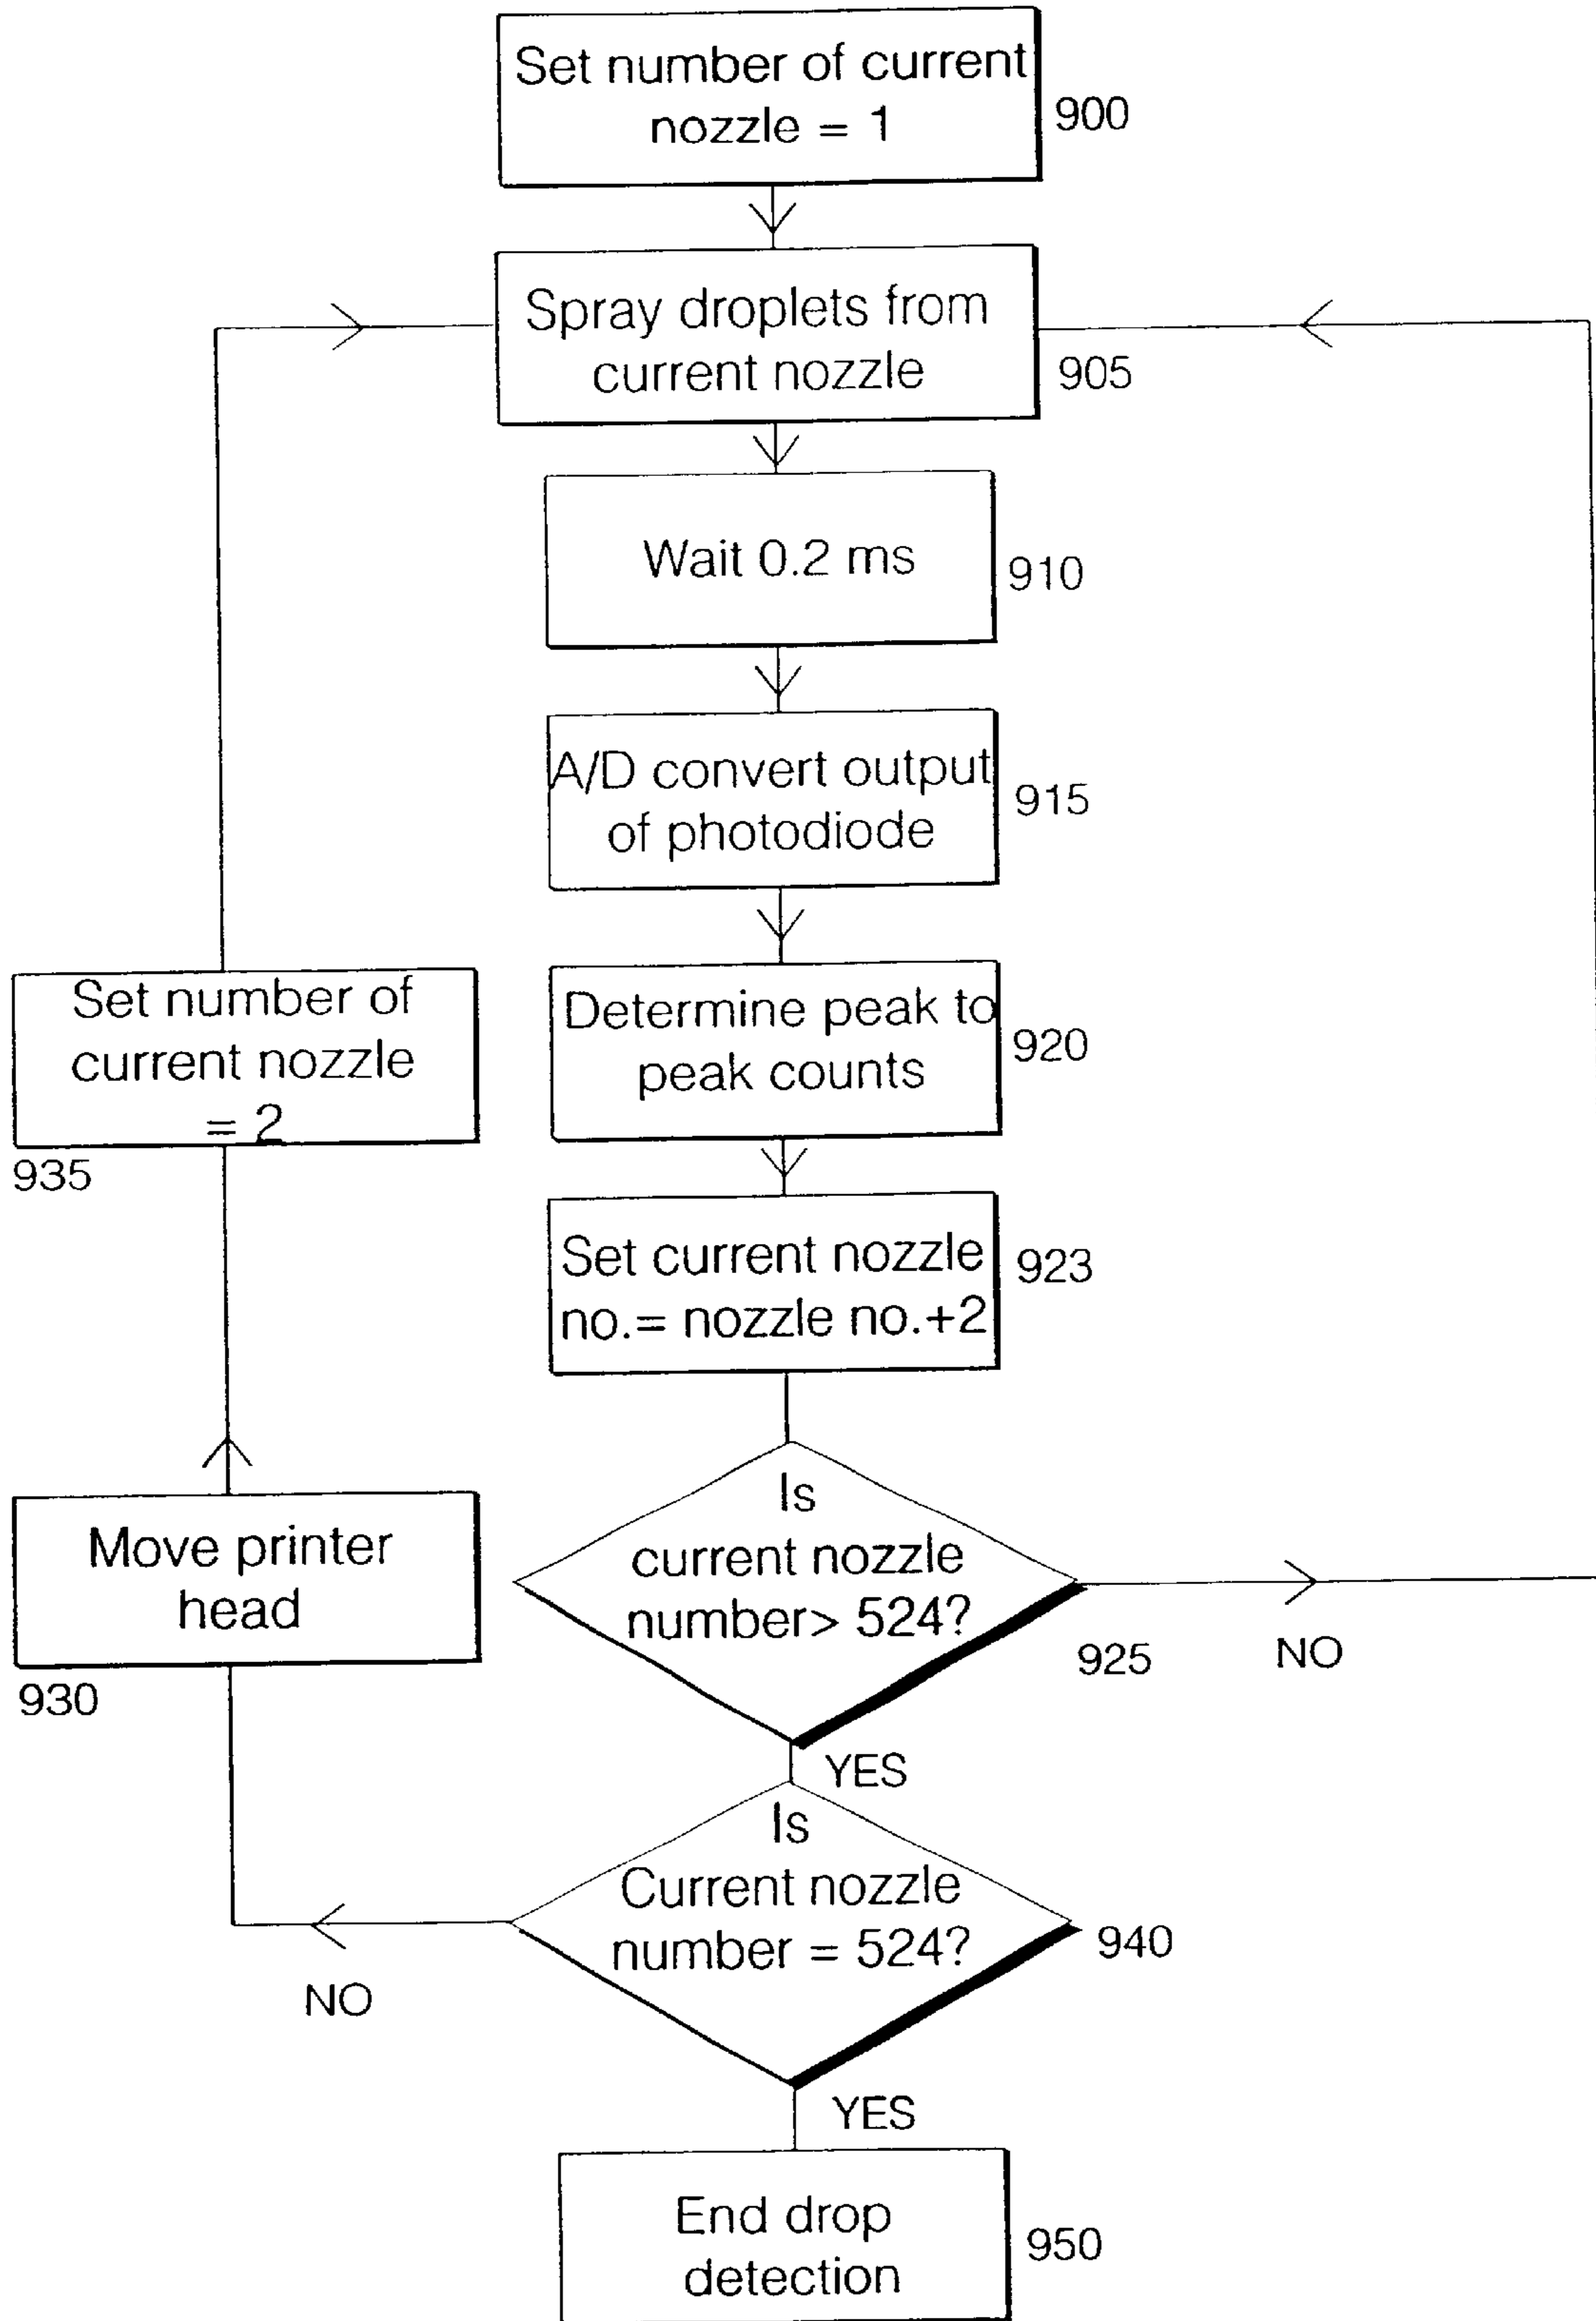 Set number of current
nozzle = 1
900
Spray droplets from
current nozzle
905
Wait 0.2 ms
910
A/D convert output
of photodiode
915
Determine peak to
peak counts
920
Set number of
current nozzle
= 2
935
Set current nozzle
no.= nozzle no.+2
923
Is
current nozzle
number> 524?
925
NO
Move printer
head
930
YES
Is
Current nozzle
number = 524?
940
NO
YES
End drop
detection
950